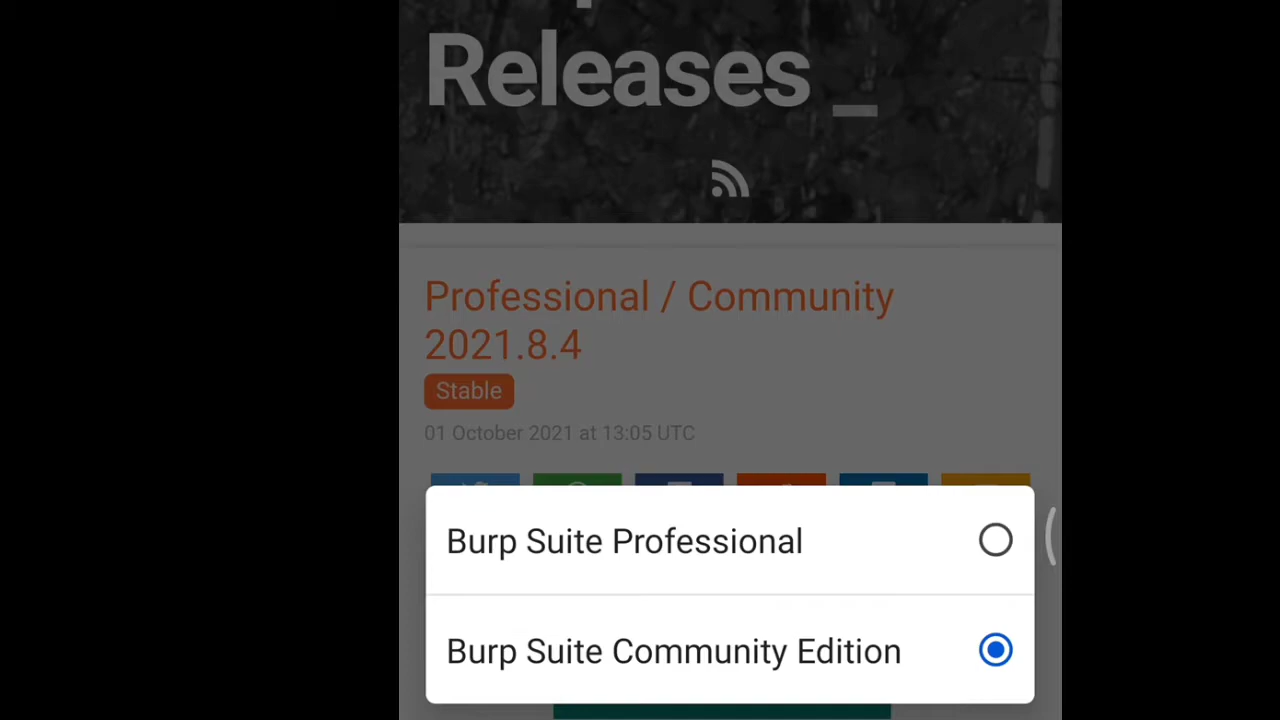 Releases _
Professional / Community
2021.8.4
Stable
01 October 2021 at 13:05 UTC
Burp Suite Professional
Burp Suite Community Edition